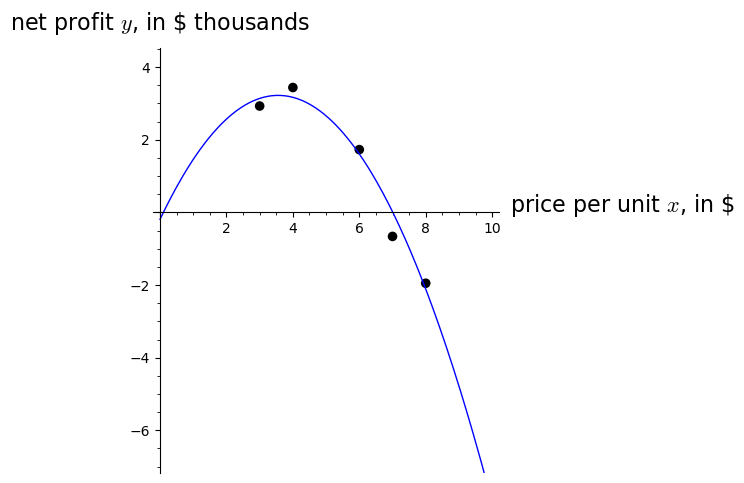 net profit y, in $ thousands
4
2
price per unit x, in $
2 4 6 8 10
−2
−4
−6